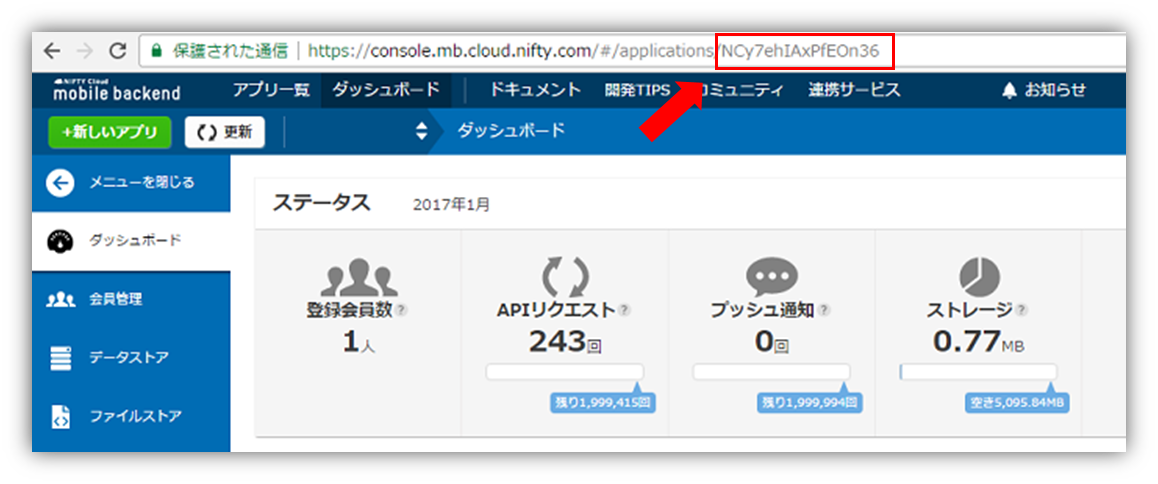 保護された通信 | https://console.mb.cloud.nifty.com/#/applications/NCy7ehIAxPfEOn36
NIFTY Cloud
mobile backend
アプリ一覧 ダッシュボード ドキュメント 開発TIPS コミュニティ 連携サービス お知らせ
+新しいアプリ 更新 ダッシュボード
メニューを閉じる
ダッシュボード
会員管理
データストア
ファイルストア
ステータス 2017年1月
登録会員数 ? APIリクエスト ? プッシュ通知 ? ストレージ ?
1人 243回 0回 0.77MB
残り1,999,415回 残り1,999,994回 空き5,095.84MB